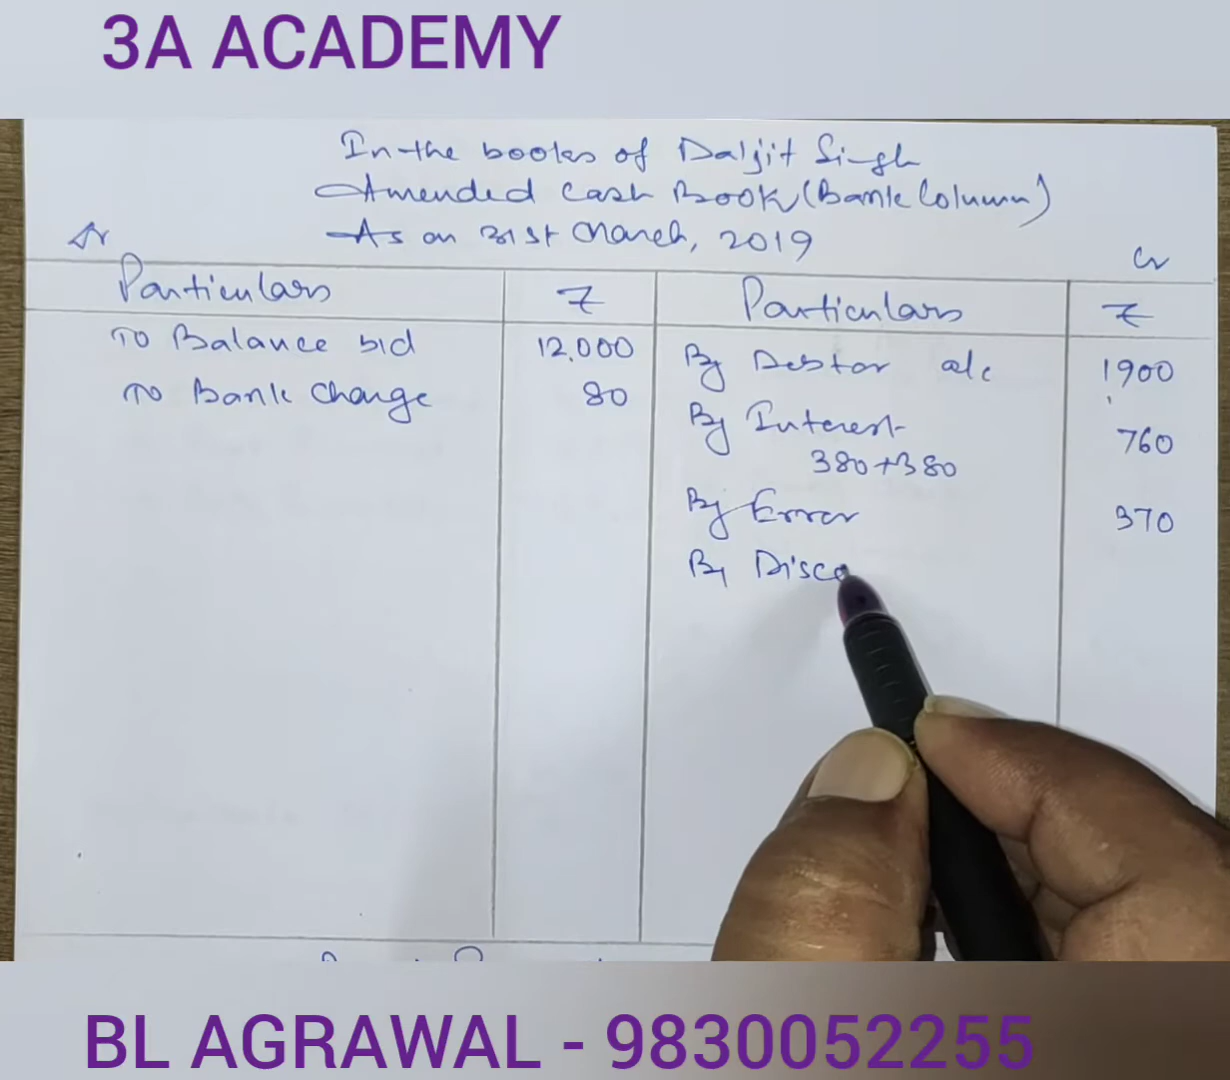 3A ACADEMY
In the books of Daljit Singh
Amended Cash Book (Bank Column)
As on 31st March, 2019
Dr
Cr
Particulars ₹ Particulars ₹
To Balance b/d 12,000 By Debtor a/c 1900
To Bank Charge 80 By Interest 760
380+380
By Error 370
By Disco
BL AGRAWAL - 9830052255